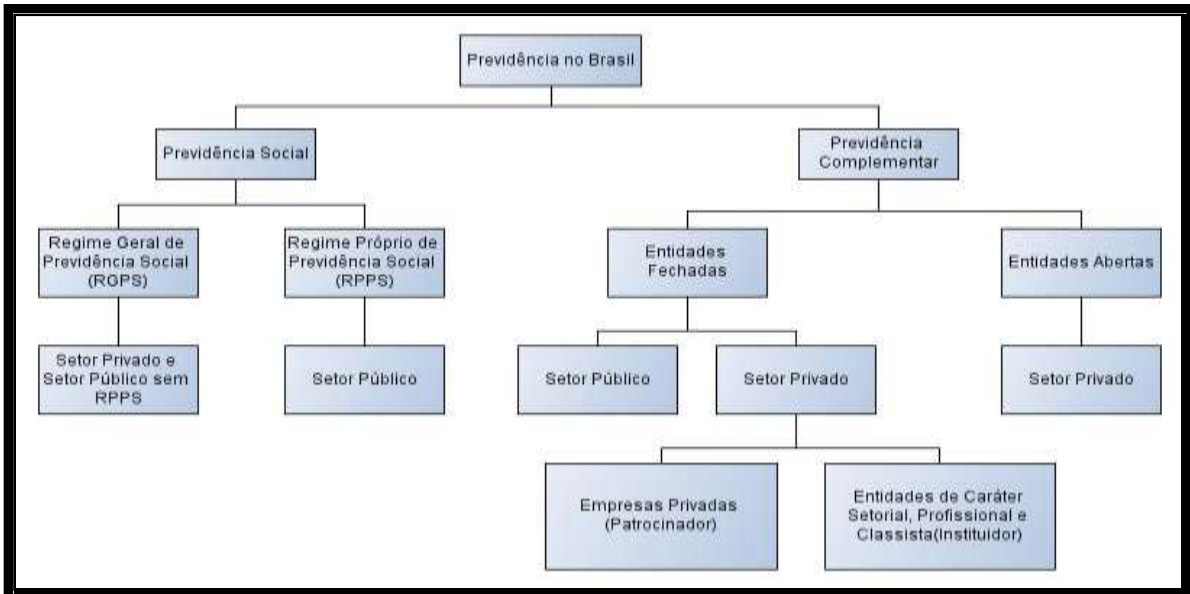 Previdência no Brasil
Previdência Social
Previdência
Complementar
Regime Geral de
Previdência Social
(RGPS)
Regime Próprio de
Previdência Social
(RPPS)
Entidades
Fechadas
Entidades Abertas
Setor Privado e
Setor Público sem
RPPS
Setor Público
Setor Público
Setor Privado
Setor Privado
Empresas Privadas
(Patrocinador)
Entidades de Caráter
Setorial, Profissional e
Classista(Instituidor)